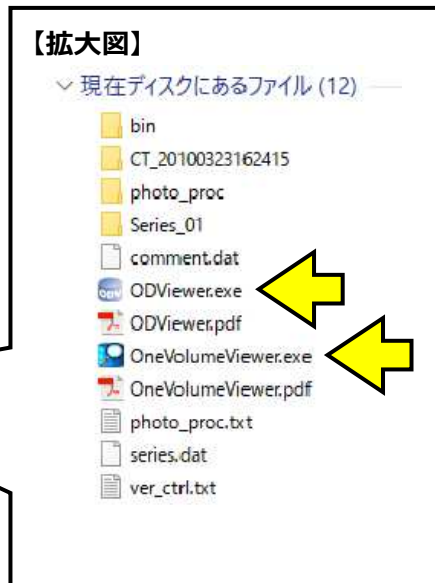 【拡大図】
現在ディスクにあるファイル (12)
bin
CT_20100323162415
photo_proc
Series_01
comment.dat
ODViewer.exe
ODViewer.pdf
OneVolumeViewer.exe
OneVolumeViewer.pdf
photo_proc.txt
series.dat
ver_ctrl.txt